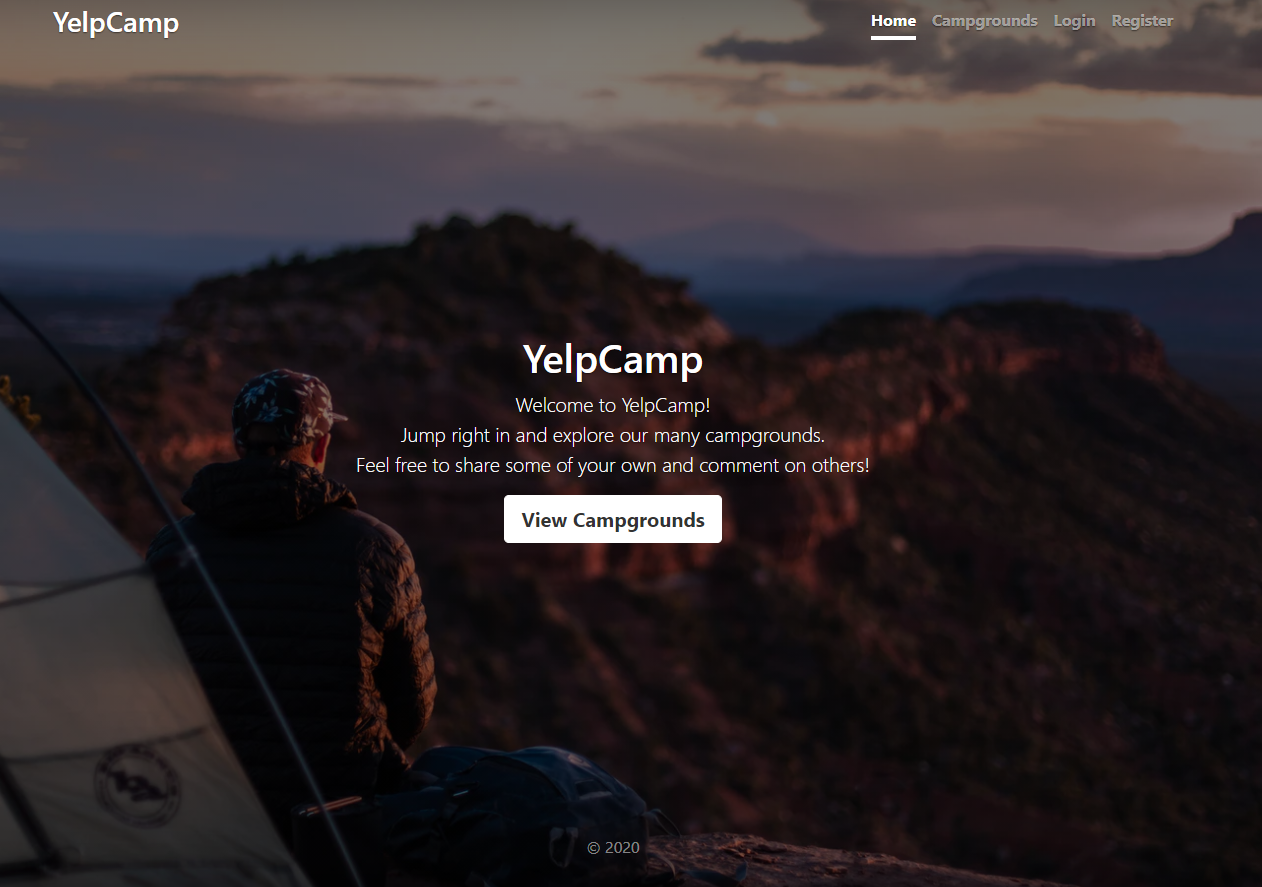 YelpCamp
Home Campgrounds Login Register
YelpCamp
Welcome to YelpCamp!
Jump right in and explore our many campgrounds.
Feel free to share some of your own and comment on others!
View Campgrounds
© 2020